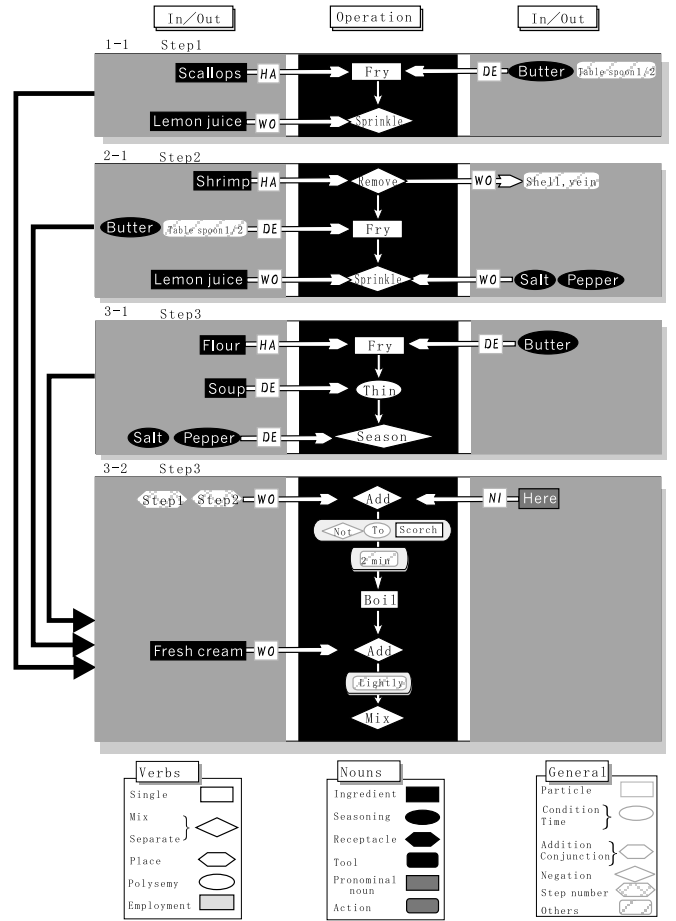 In/Out Operation In/Out
1-1 Step1
Scallops HA Fry DE Butter Table spoon 1/2
Lemon juice WO Sprinkle
2-1 Step2
Shrimp HA Remove WO Shell, vein
Butter Table spoon 1/2 DE Fry
Lemon juice WO Sprinkle WO Salt Pepper
3-1 Step3
Flour HA Fry DE Butter
Soup DE Thin
Salt Pepper DE Season
3-2 Step3
Step1 Step2 WO Add NI Here
Not To Scorch
2 min
Boil
Fresh cream WO Add
Lightly
Mix
Verbs
Single
Mix
Separate
Place
Polysemy
Employment
Nouns
Ingredient
Seasoning
Receptacle
Tool
Pronominal
noun
Action
General
Particle
Condition
Time
Addition
Conjunction
Negation
Step number
Others